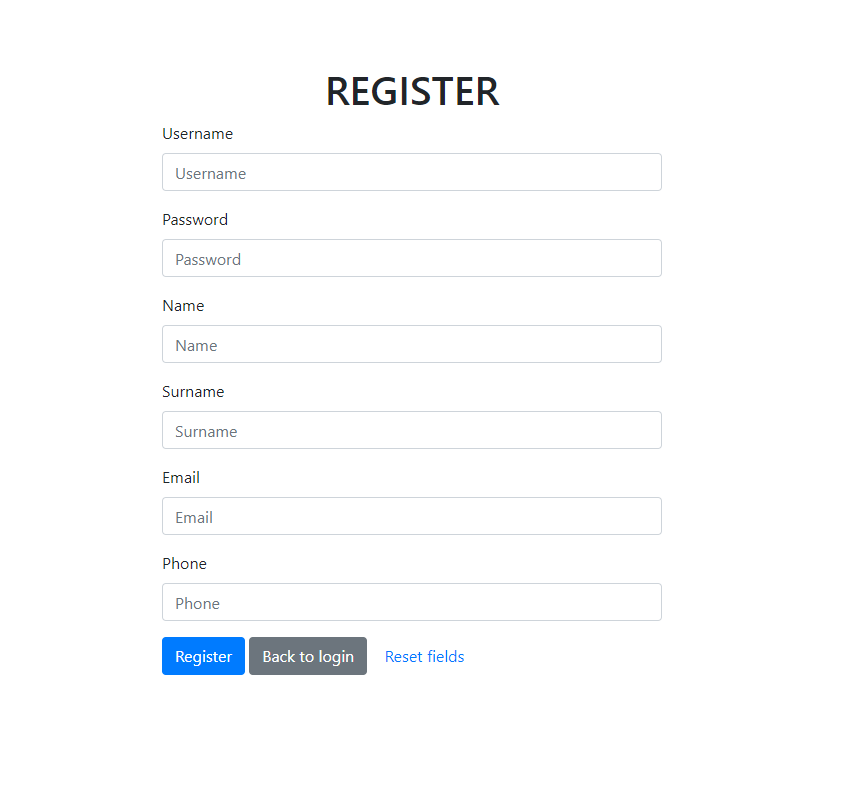 REGISTER
Username
Username
Password
Password
Name
Name
Surname
Surname
Email
Email
Phone
Phone
Register Back to login Reset fields